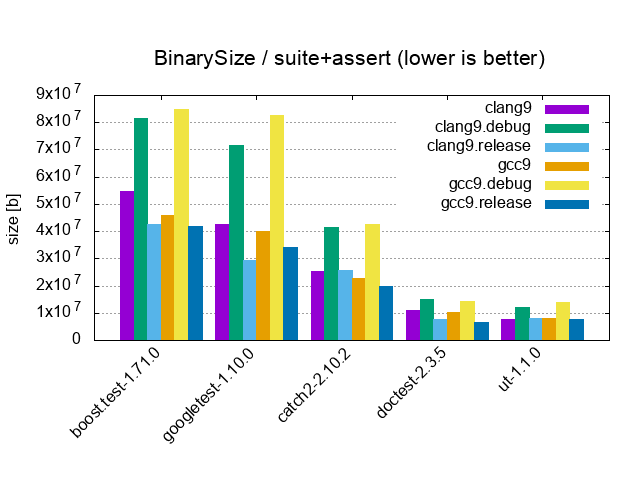 BinarySize / suite+assert (lower is better)
size [b]
9x10^7
8x10^7
7x10^7
6x10^7
5x10^7
4x10^7
3x10^7
2x10^7
1x10^7
0
clang9
clang9.debug
clang9.release
gcc9
gcc9.debug
gcc9.release
boost.test-1.71.0
googletest-1.10.0
catch2-2.10.2
doctest-2.3.5
ut-1.1.0